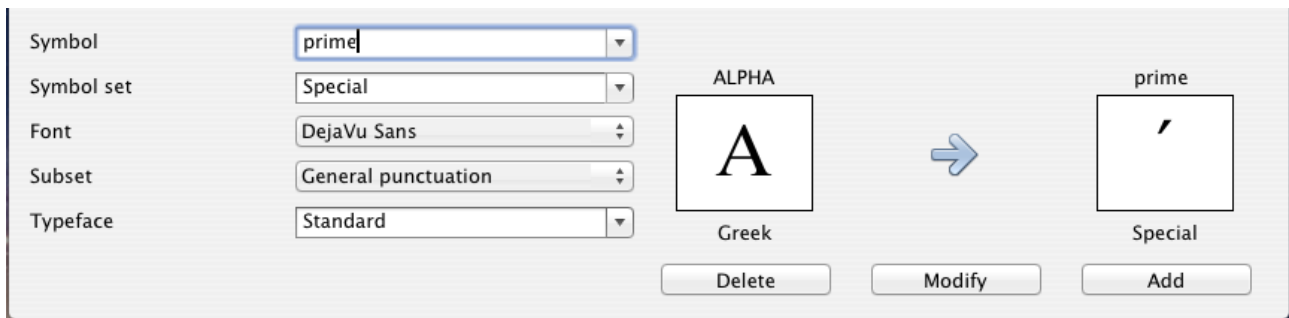 Symbol prime
Symbol set Special
Font DejaVu Sans
Subset General punctuation
Typeface Standard
ALPHA
A
Greek
prime
′
Special
Delete Modify Add